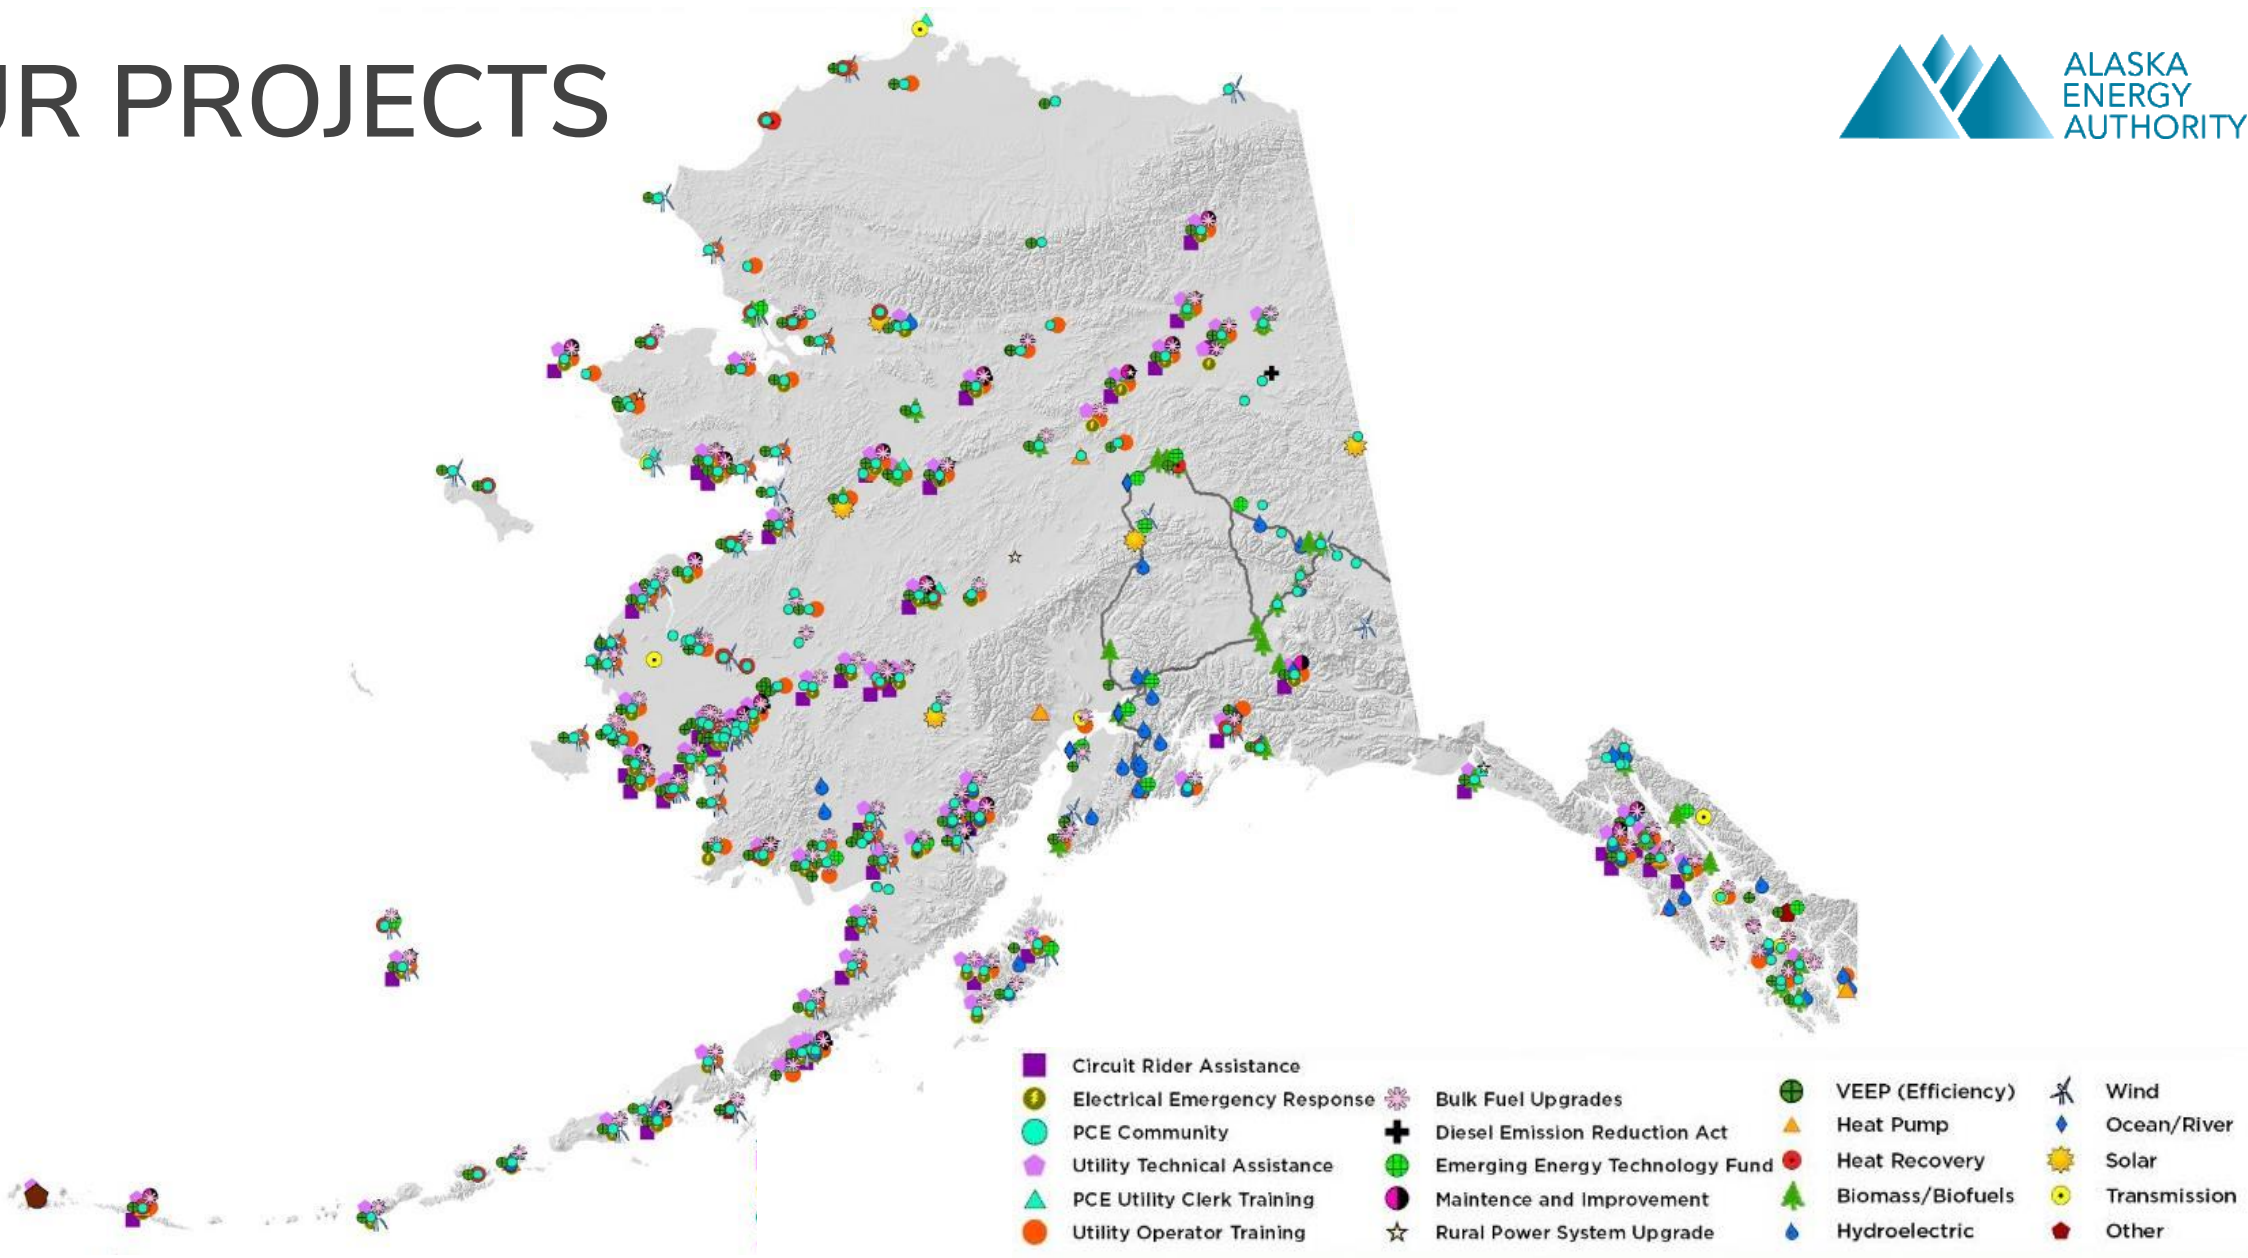 UR PROJECTS
ALASKA
ENERGY
AUTHORITY
Circuit Rider Assistance
Electrical Emergency Response
PCE Community
Utility Technical Assistance
PCE Utility Clerk Training
Utility Operator Training
Bulk Fuel Upgrades
Diesel Emission Reduction Act
Emerging Energy Technology Fund
Maintence and Improvement
Rural Power System Upgrade
VEEP (Efficiency)
Heat Pump
Heat Recovery
Biomass/Biofuels
Hydroelectric
Wind
Ocean/River
Solar
Transmission
Other